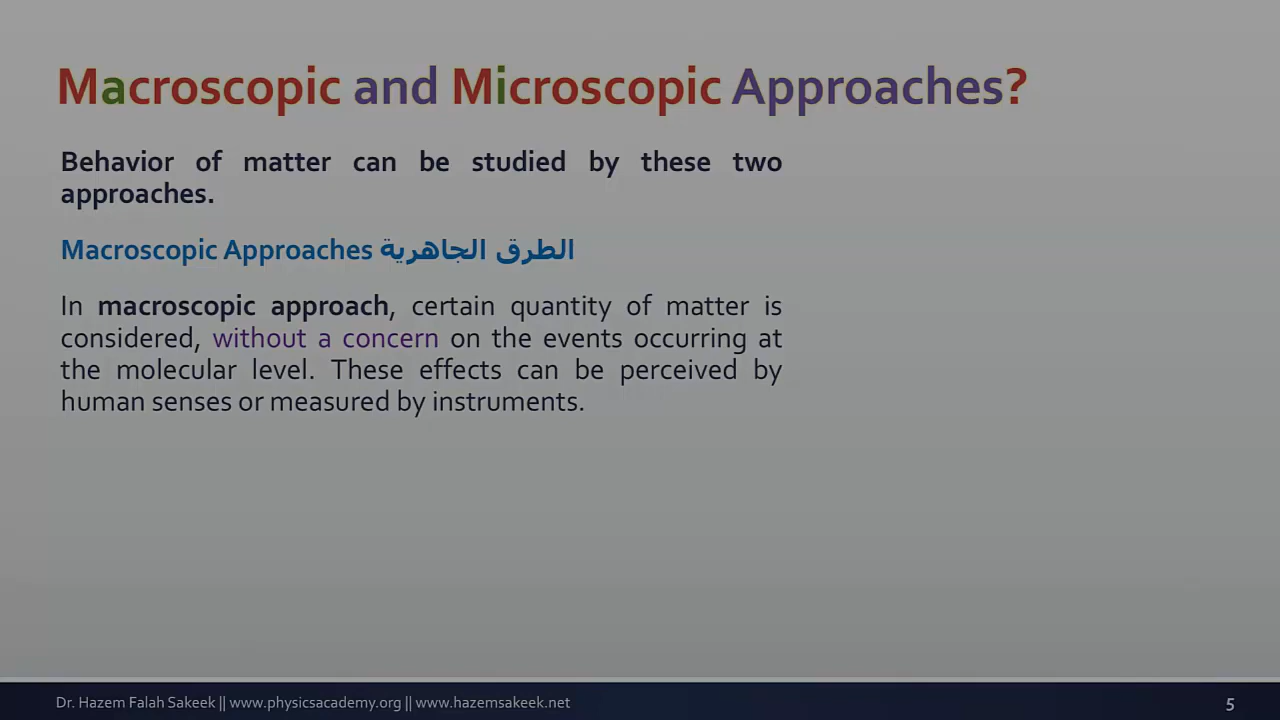 Macroscopic and Microscopic Approaches?
Behavior of matter can be studied by these two
approaches.
Macroscopic Approaches الطرق الجاهرية
In macroscopic approach, certain quantity of matter is
considered, without a concern on the events occurring at
the molecular level. These effects can be perceived by
human senses or measured by instruments.
Dr. Hazem Falah Sakeek || www.physicsacademy.org || www.hazemsakeek.net
5